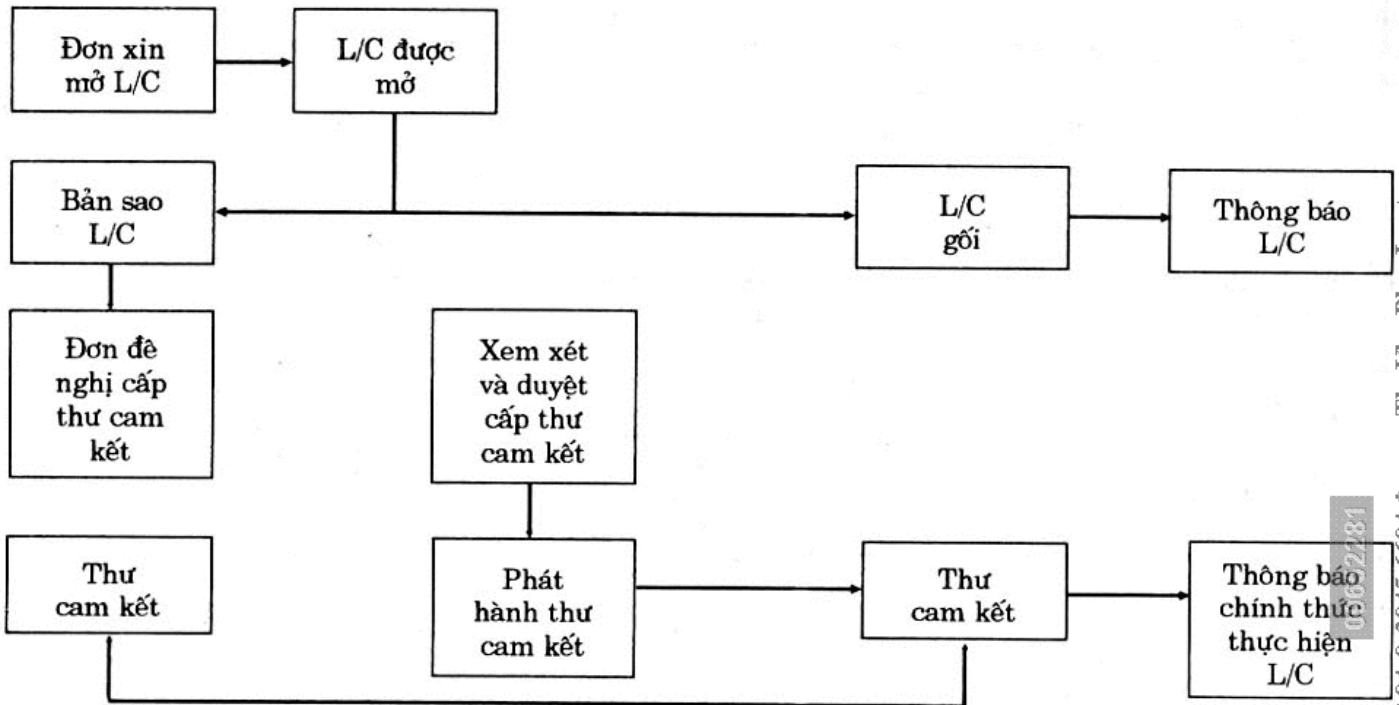 Đơn xin
mở L/C
L/C được
mở
Bản sao
L/C
L/C
gối
Thông báo
L/C
Đơn đề
nghị cấp
thư cam
kết
Xem xét
và duyệt
cấp thư
cam kết
Thư
cam kết
Phát
hành thư
cam kết
Thư
cam kết
Thông báo
chính thức
thực hiện
L/C